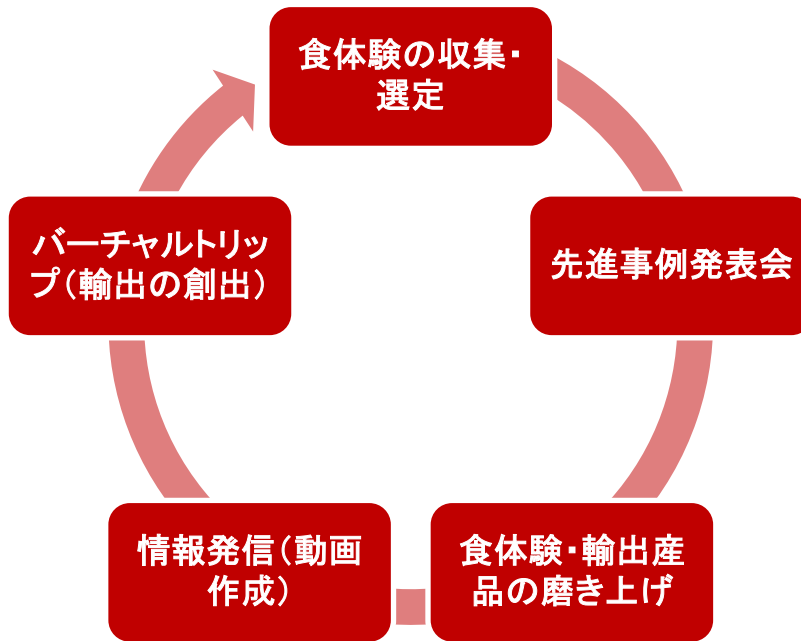 食体験の収集・
選定
先進事例発表会
食体験・輸出産
品の磨き上げ
情報発信（動画
作成）
バーチャルトリッ
プ（輸出の創出）